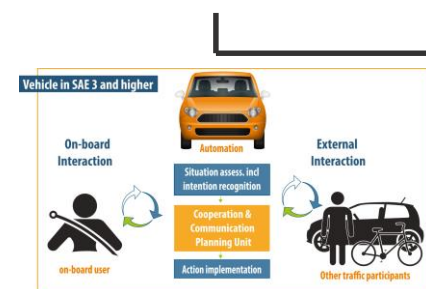 Vehicle in SAE 3 and higher
On-board
Interaction
Automation
External
Interaction
Situation assess. incl
intention recognition
Cooperation &
Communication
Planning Unit
Action implementation
on-board user
Other traffic participants